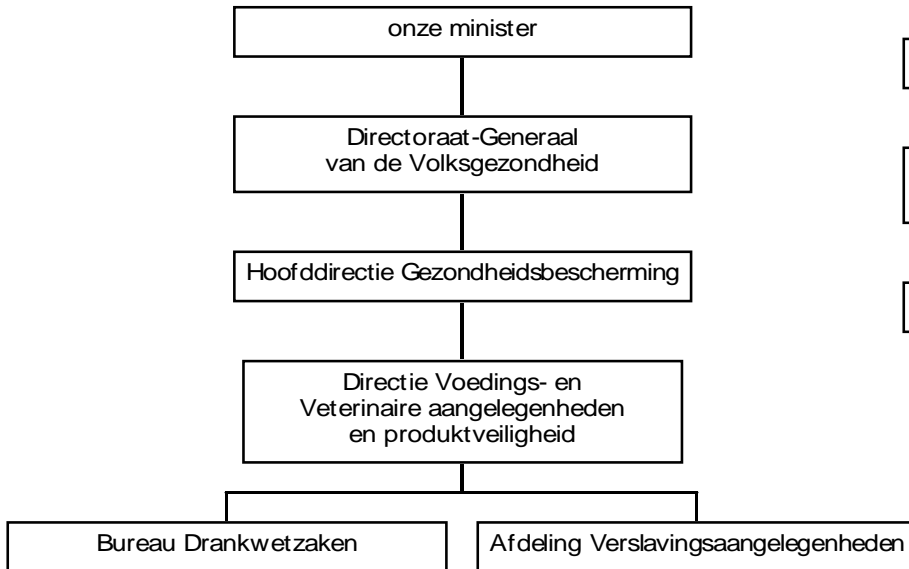 onze minister
Directoraat-Generaal
van de Volksgezondheid
Hoofddirectie Gezondheidsbescherming
Directie Voedings- en
Veterinaire aangelegenheden
en produktveiligheid
Bureau Drankwetzaken
Afdeling Verslavingsaangelegenheden